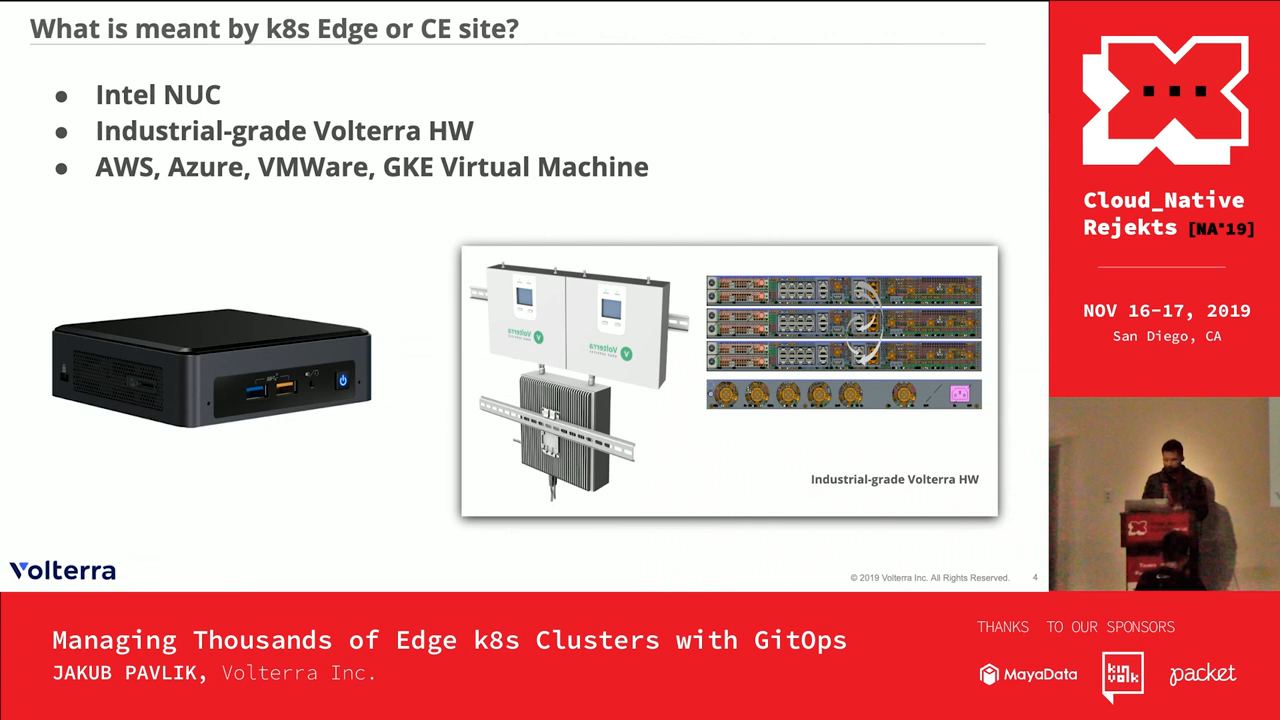 What is meant by k8s Edge or CE site?
● Intel NUC
● Industrial-grade Volterra HW
● AWS, Azure, VMWare, GKE Virtual Machine
Volterra
Volterra
Industrial-grade Volterra HW
Volterra
© 2019 Volterra Inc. All Rights Reserved.
4
Cloud_Native
Rejekts [NA'19]
NOV 16-17, 2019
San Diego, CA
Managing Thousands of Edge k8s Clusters with GitOps
JAKUB PAVLIK, Volterra Inc.
THANKS TO OUR SPONSORS
MayaData
kinvolk
packet